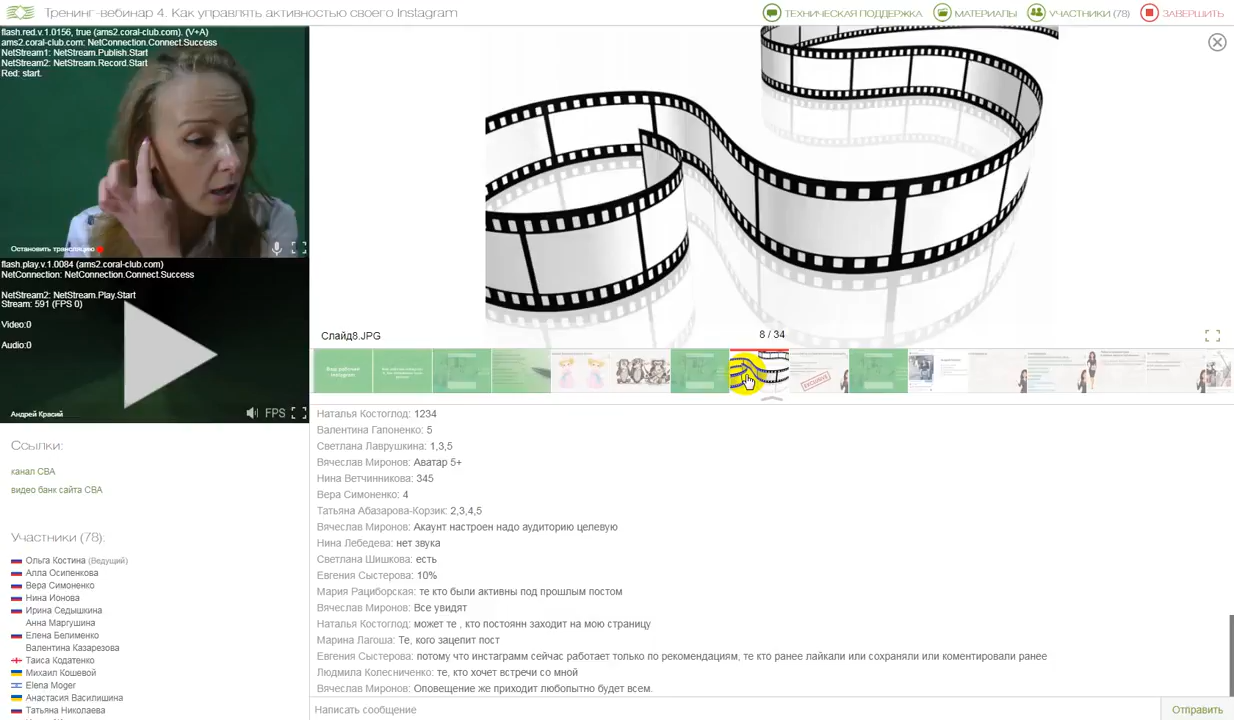 Тренинг-вебинар 4. Как управлять активностью своего Instagram
ТЕХНИЧЕСКАЯ ПОДДЕРЖКА
МАТЕРИАЛЫ
УЧАСТНИКИ (78)
ЗАВЕРШИТЬ
flash.red.v.1.0156, true (ams2.coral-club.com). (V+A)
ams2.coral-club.com: NetConnection.Connect.Success
NetStream1: NetStream.Publish.Start
NetStream2: NetStream.Record.Start
Red: start.
Остановить трансляцию
flash.play.v.1.0084 (ams2.coral-club.com)
NetConnection: NetConnection.Connect.Success
NetStream2: NetStream.Play.Start
Stream: 591 (FPS 0)
Video:0
Audio:0
Андрей Красий
FPS
Слайд8.JPG
8 / 34
EXCLUSIVE
Ссылки:
канал СВА
видео банк сайта СВА
Участники (78):
Ольга Костина (Ведущий)
Алла Осипенкова
Вера Симоненко
Нина Ионова
Ирина Седышкина
Анна Маргушина
Елена Белименко
Валентина Казарезова
Таиса Кодатенко
Михаил Кошевой
Elena Moger
Анастасия Василишина
Татьяна Николаева
Наталья Костоглод: 1234
Валентина Гапоненко: 5
Светлана Лаврушкина: 1,3,5
Вячеслав Миронов: Аватар 5+
Нина Ветчинникова: 345
Вера Симоненко: 4
Татьяна Абазарова-Корзик: 2,3,4,5
Вячеслав Миронов: Акаунт настроен надо аудиторию целевую
Нина Лебедева: нет звука
Светлана Шишкова: есть
Евгения Сыстерова: 10%
Мария Рациборская: те кто были активны под прошлым постом
Вячеслав Миронов: Все увидят
Наталья Костоглод: может те , кто постоянн заходит на мою страницу
Марина Лагоша: Те, кого зацепит пост
Евгения Сыстерова: потому что инстаграмм сейчас работает только по рекомендациям, те кто ранее лайкали или сохраняли или коментировали ранее
Людмила Колесниченко: те, кто хочет встречи со мной
Вячеслав Миронов: Оповещение же приходит любопытно будет всем.
Написать сообщение
Отправить